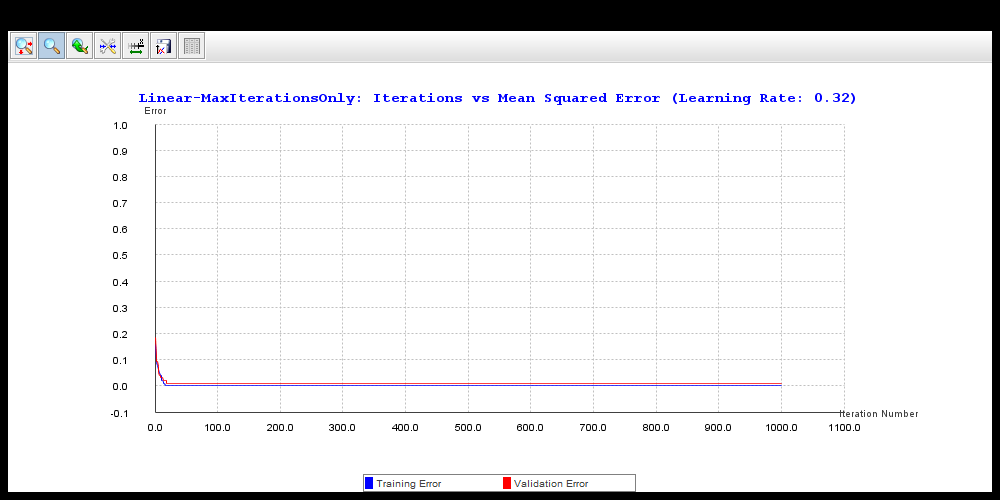 Linear-MaxIterationsOnly: Iterations vs Mean Squared Error (Learning Rate: 0.32)
Error
1.0
0.9
0.8
0.7
0.6
0.5
0.4
0.3
0.2
0.1
0.0
-0.1
Iteration Number
0.0 100.0 200.0 300.0 400.0 500.0 600.0 700.0 800.0 900.0 1000.0 1100.0
Training Error Validation Error